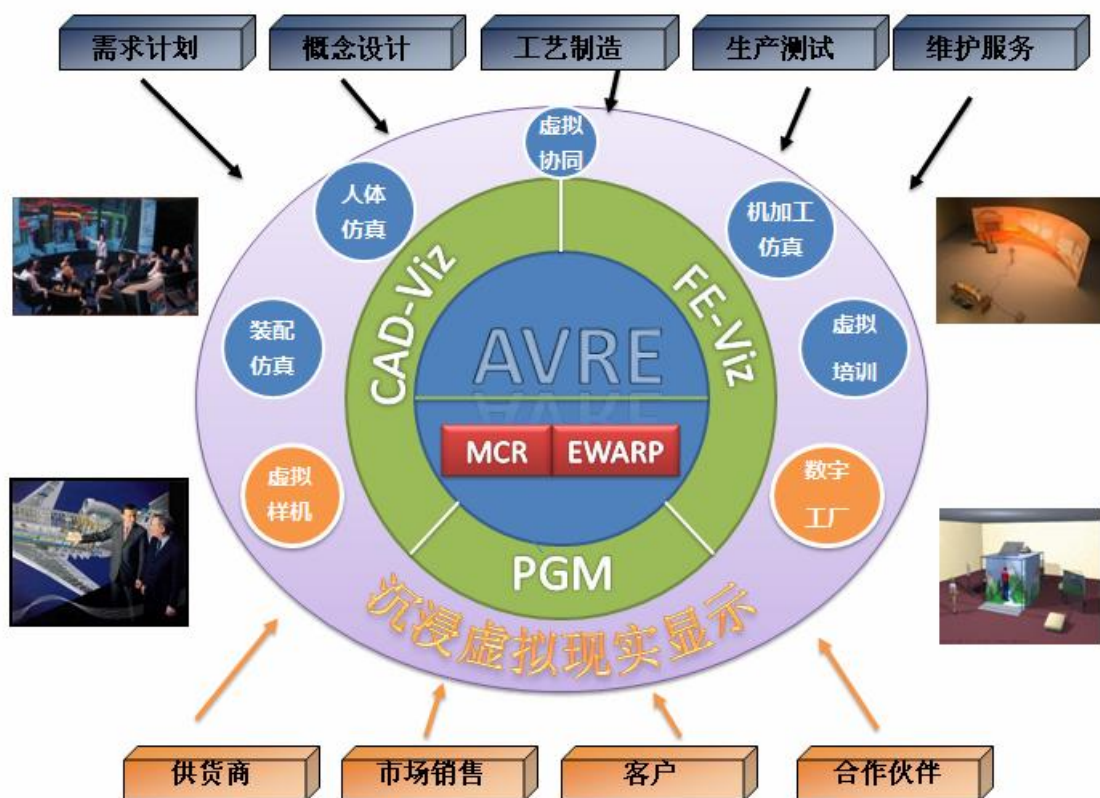 需求计划
概念设计
工艺制造
生产测试
维护服务
虚拟
协同
人体
仿真
机加工
仿真
CAD-Viz
FE-Viz
装配
仿真
AVRE
虚拟
培训
MCR
EWARP
虚拟
样机
数字
工厂
PGM
沉浸虚拟现实显示
供货商
市场销售
客户
合作伙伴